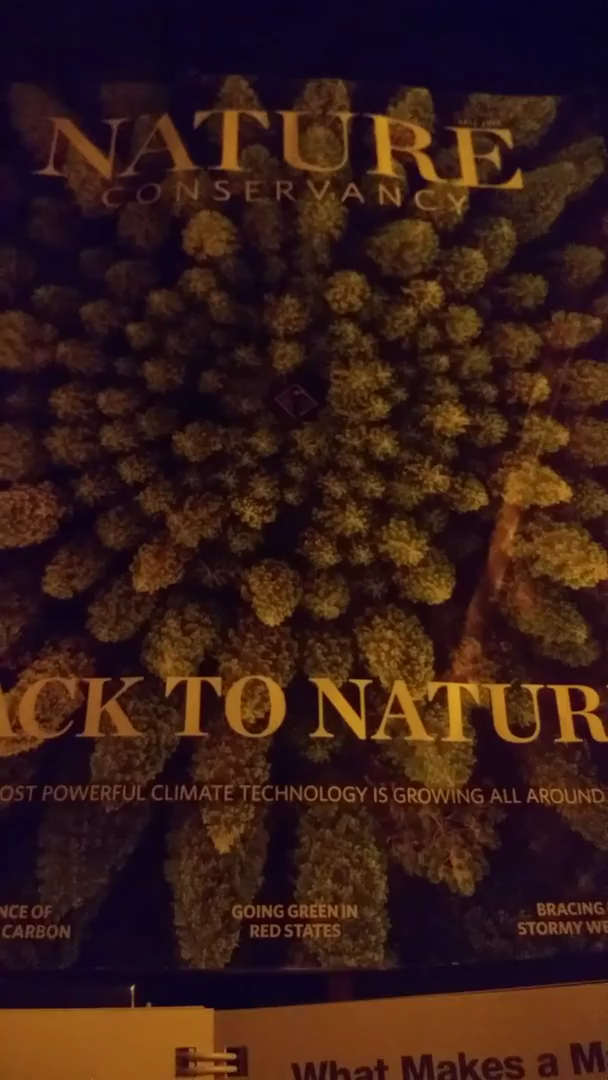 NATURE
CONSERVANCY
ACK TO NATUR
OST POWERFUL CLIMATE TECHNOLOGY IS GROWING ALL AROUND
NCE OF
CARBON
GOING GREEN IN
RED STATES
BRACING
STORMY WE
What Makes a Ma